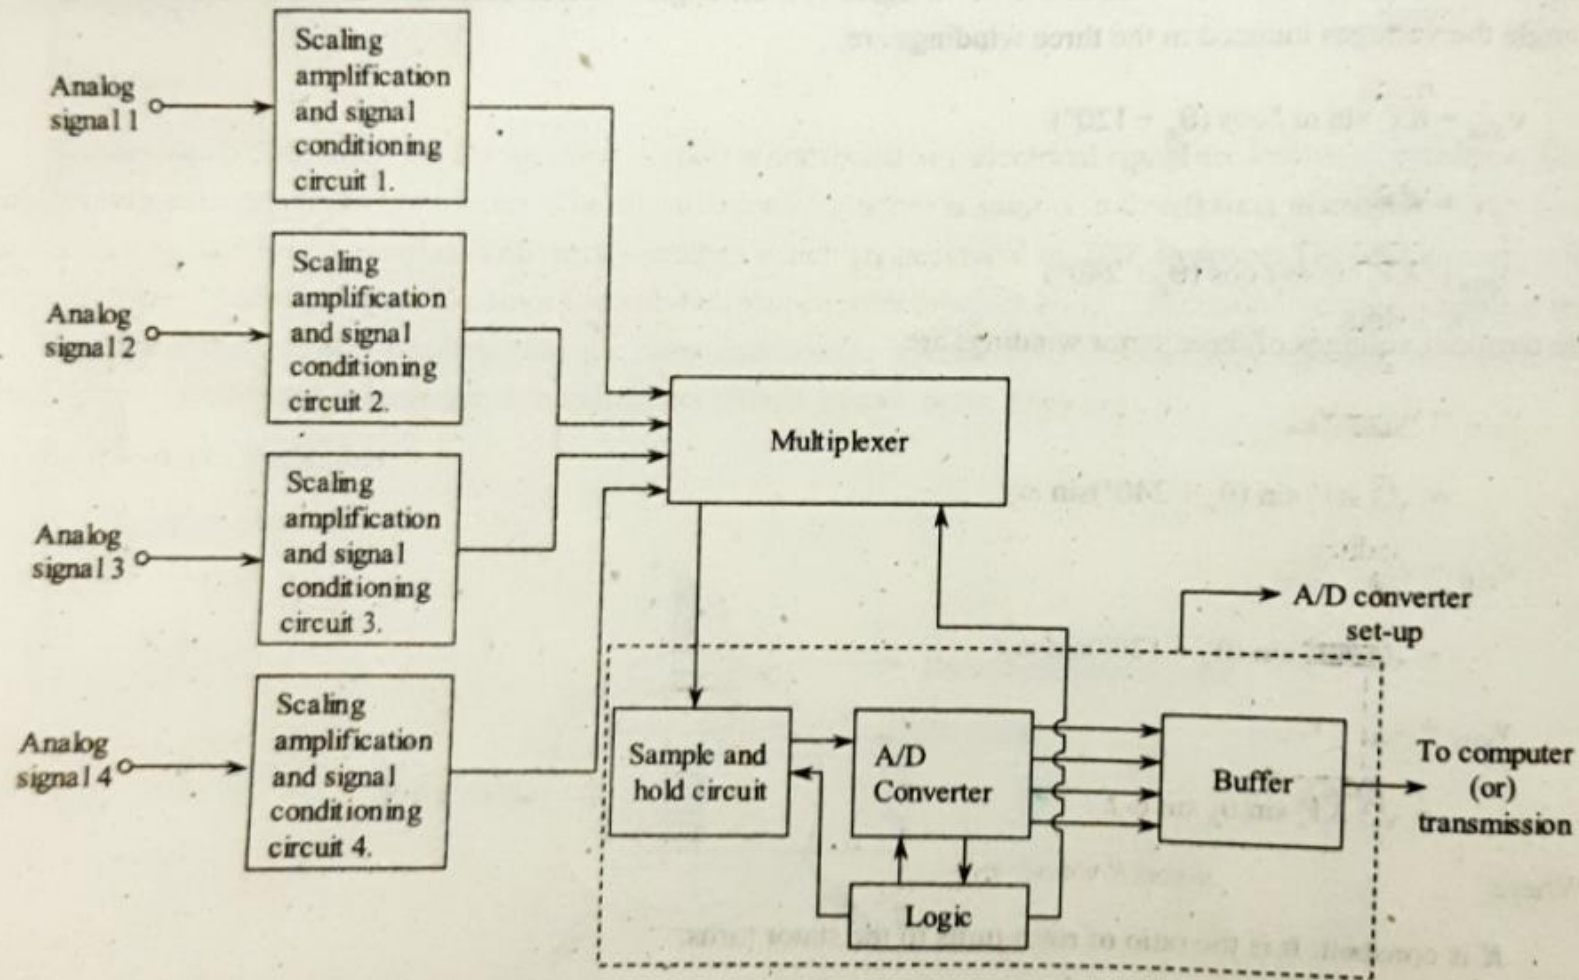 Analog
signal 1
Scaling
amplification
and signal
conditioning
circuit 1.
Analog
signal 2
Scaling
amplification
and signal
conditioning
circuit 2.
Analog
signal 3
Scaling
amplification
and signal
conditioning
circuit 3.
Analog
signal 4
Scaling
amplification
and signal
conditioning
circuit 4.
Multiplexer
A/D converter
set-up
Sample and
hold circuit
A/D
Converter
Logic
Buffer
To computer
(or)
transmission